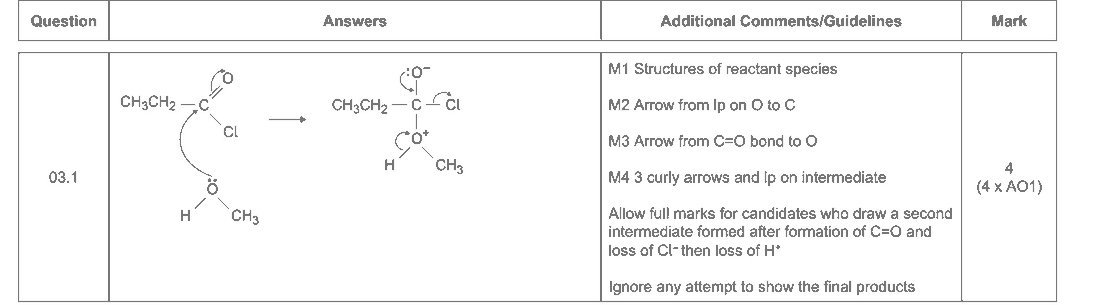 Question Answers Additional Comments/Guidelines Mark
03.1
CH₃CH₂ — C
O
Cl
Ö
H
CH₃
:O⁻
CH₃CH₂ — C — Cl
O⁺
H
CH₃
M1 Structures of reactant species
M2 Arrow from lp on O to C
M3 Arrow from C=O bond to O
M4 3 curly arrows and lp on intermediate
Allow full marks for candidates who draw a second
intermediate formed after formation of C=O and
loss of Cl⁻ then loss of H⁺
Ignore any attempt to show the final products
4
(4 x AO1)